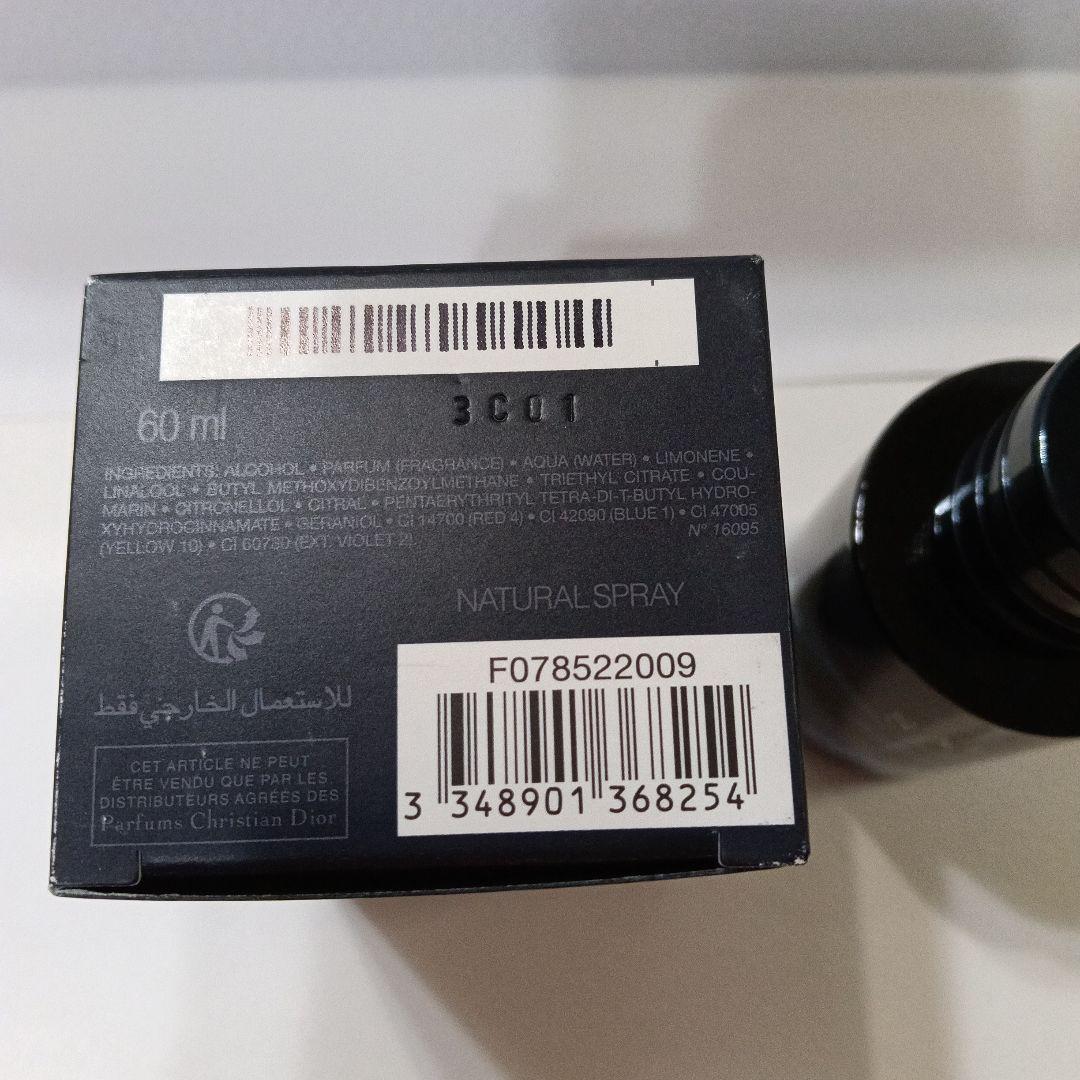 3C01
60 ml
INGREDIENTS: ALCOHOL • PARFUM (FRAGRANCE) • AQUA (WATER) • LIMONENE •
LINALOOL • BUTYL METHOXYDIBENZOYLMETHANE • TRIETHYL CITRATE • COU-
MARIN • CITRONELLOL • CITRAL • PENTAERYTHRITYL TETRA-DI-T-BUTYL HYDRO-
XYHYDROCINNAMATE • GERANIOL • CI 14700 (RED 4) • CI 42090 (BLUE 1) • CI 47005
(YELLOW 10) • CI 60730 (EXT. VIOLET 2)
N° 16095
NATURAL SPRAY
للاستعمال الخارجي فقط
F078522009
3 348901 368254
CET ARTICLE NE PEUT
ÊTRE VENDU QUE PAR LES
DISTRIBUTEURS AGRÉÉS DES
Parfums Christian Dior